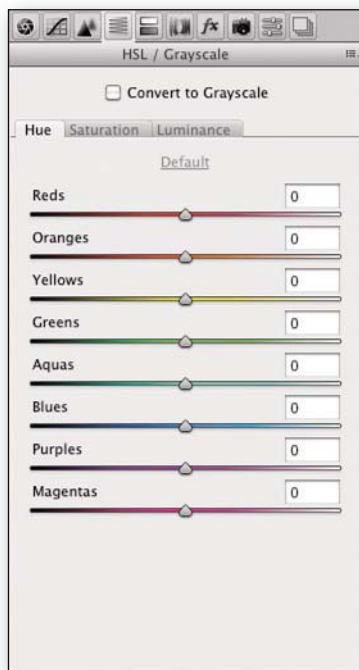 fx
HSL / Grayscale
Convert to Grayscale
Hue Saturation Luminance
Default
Reds 0
Oranges 0
Yellows 0
Greens 0
Aquas 0
Blues 0
Purples 0
Magentas 0